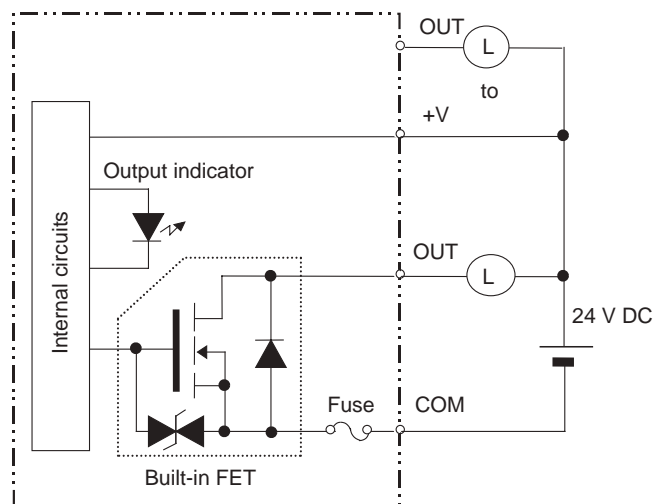 OUT
L
to
+V
Output indicator
Internal circuits
OUT
L
24 V DC
Fuse
COM
Built-in FET